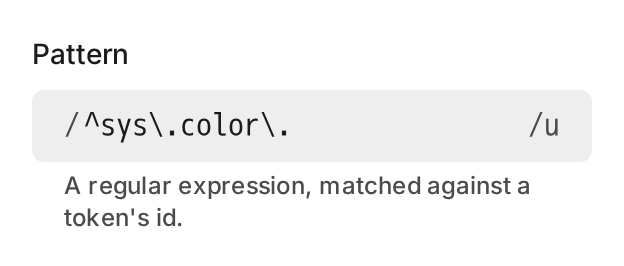 Pattern
/^sys\.color\. /u
A regular expression, matched against a
token's id.